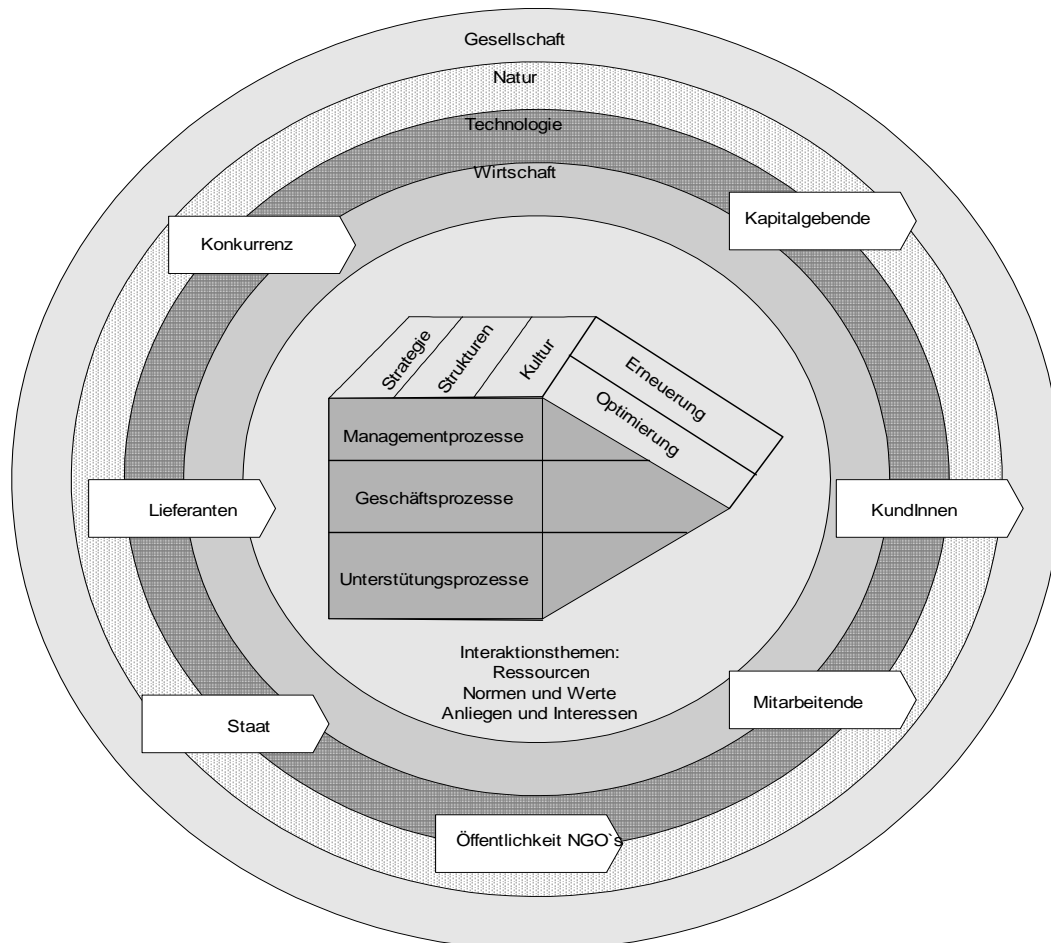 Gesellschaft
Natur
Technologie
Wirtschaft
Kapitalgebende
Konkurrenz
Strategie
Strukturen
Kultur
Erneuerung
Optimierung
Managementprozesse
Geschäftsprozesse
Unterstütungsprozesse
Lieferanten
KundInnen
Interaktionsthemen:
Ressourcen
Normen und Werte
Anliegen und Interessen
Mitarbeitende
Staat
Öffentlichkeit NGO`s